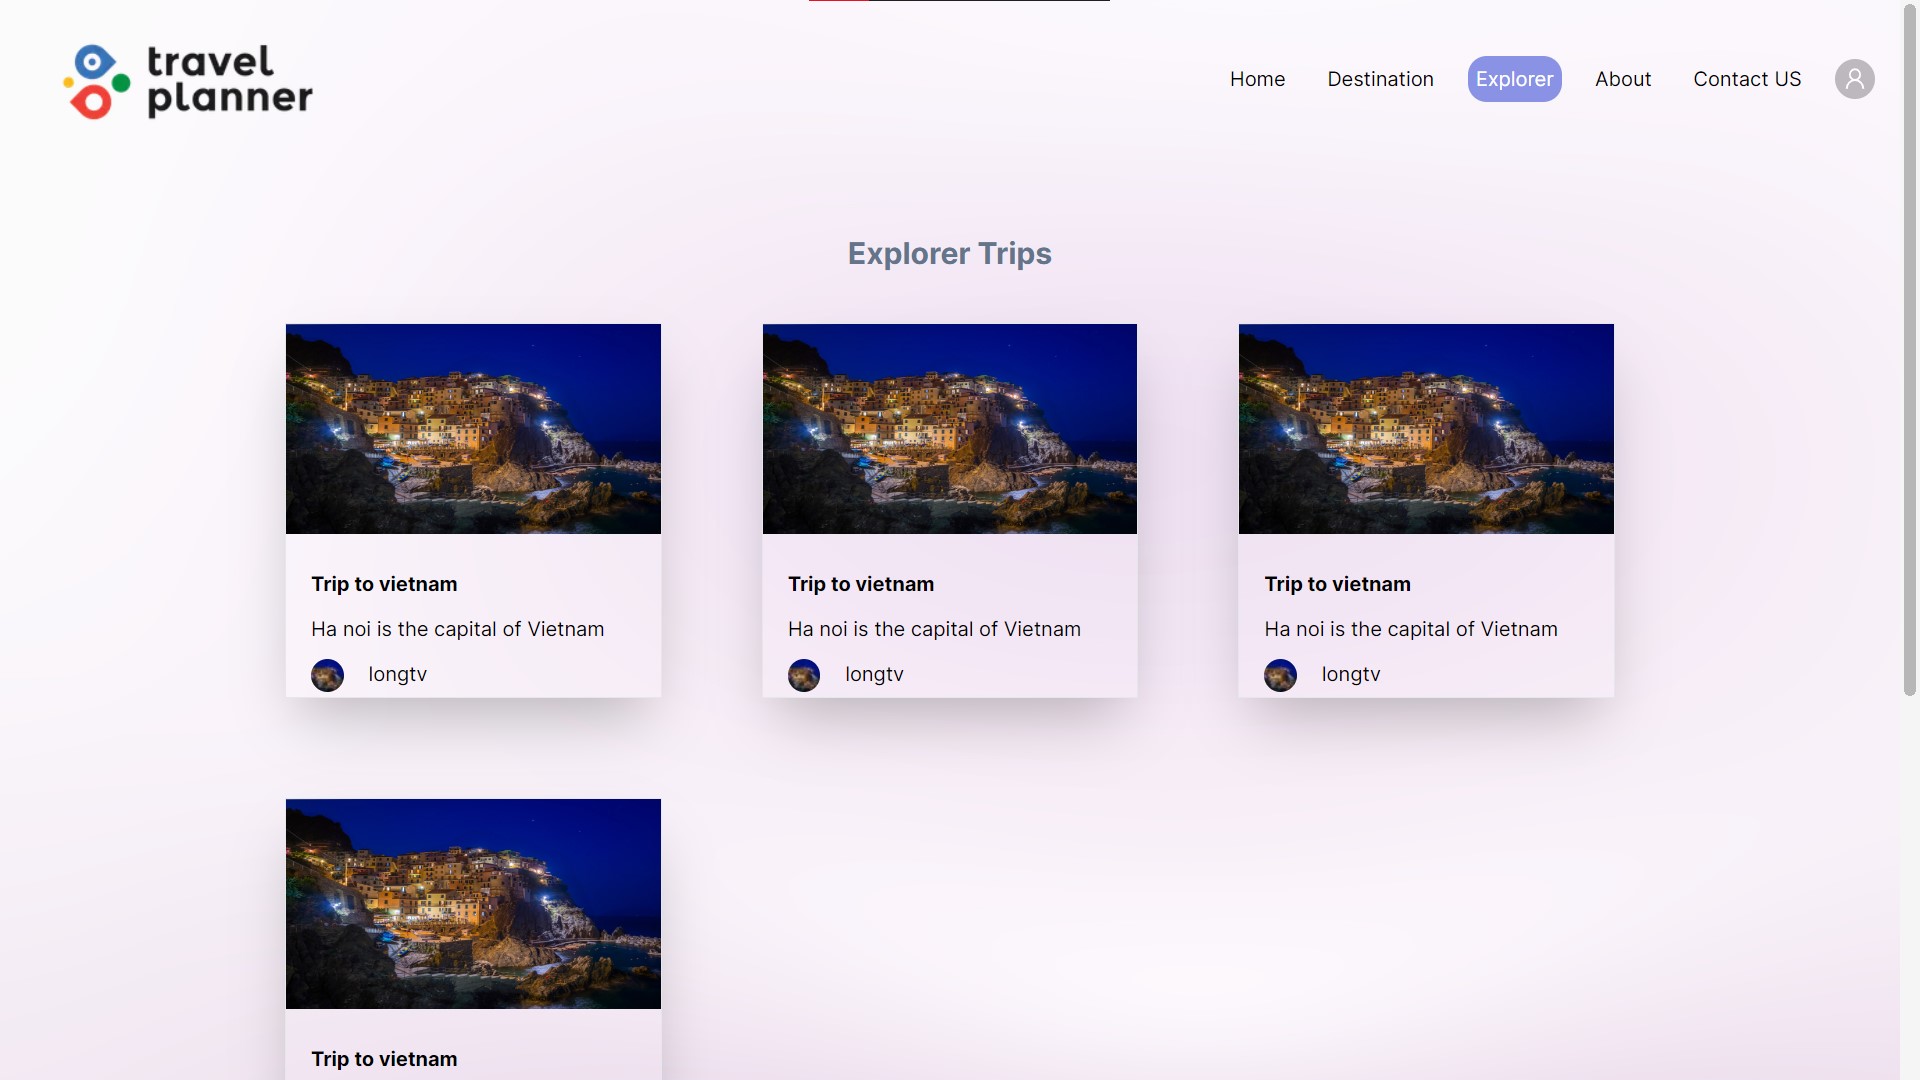 travel
planner
Home Destination Explorer About Contact US
Explorer Trips
Trip to vietnam
Ha noi is the capital of Vietnam
longtv
Trip to vietnam
Ha noi is the capital of Vietnam
longtv
Trip to vietnam
Ha noi is the capital of Vietnam
longtv
Trip to vietnam